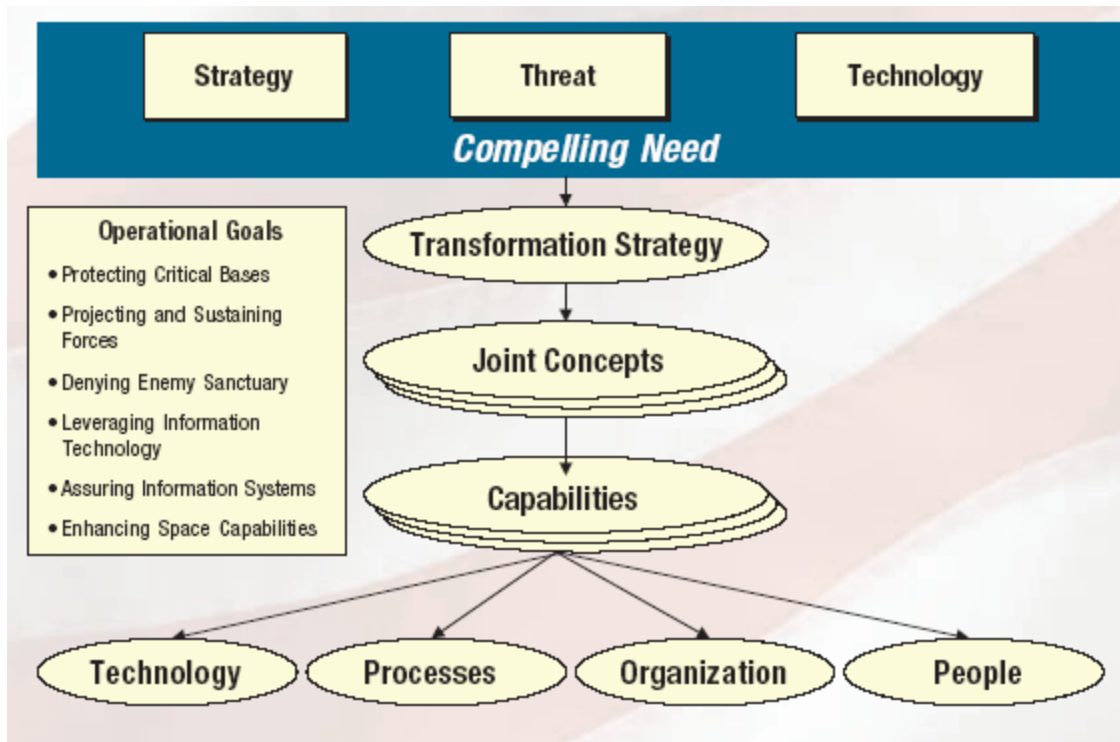 Strategy
Threat
Technology
Compelling Need
Transformation Strategy
Operational Goals
• Protecting Critical Bases
• Projecting and Sustaining
Forces
• Denying Enemy Sanctuary
• Leveraging Information
Technology
• Assuring Information Systems
• Enhancing Space Capabilities
Joint Concepts
Capabilities
Technology
Processes
Organization
People